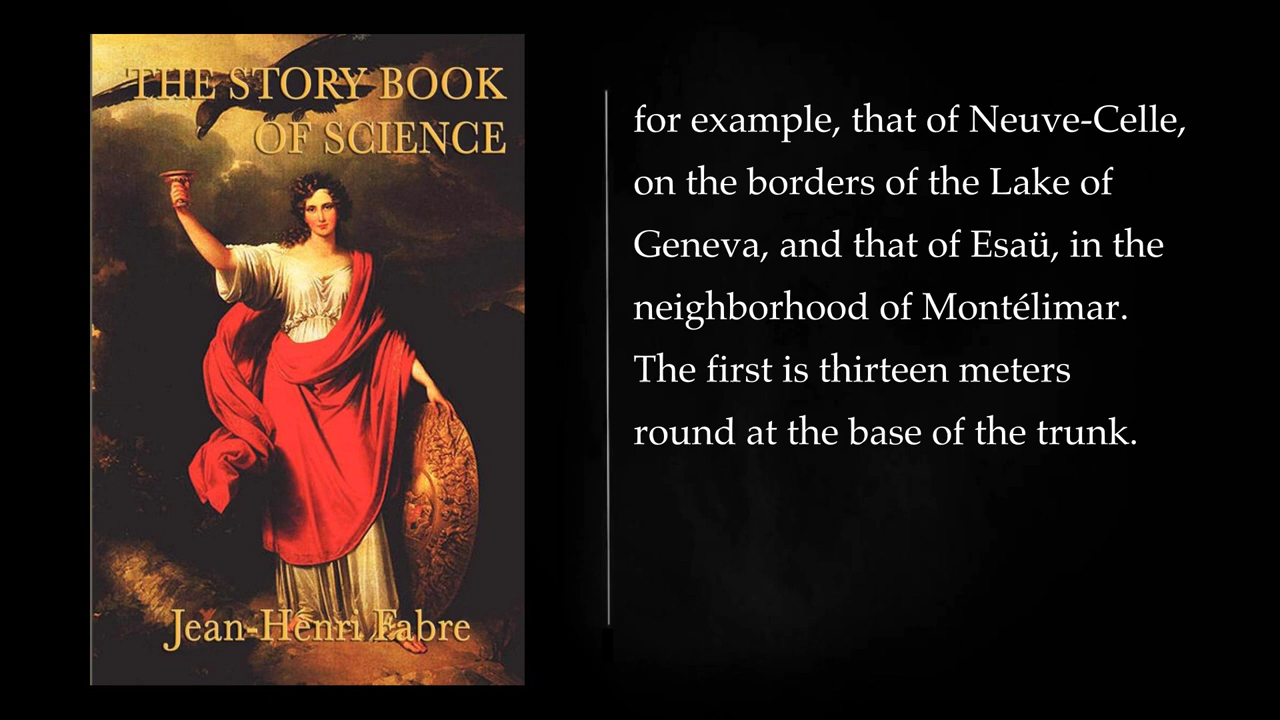 THE STORY BOOK
OF SCIENCE
Jean-Henri Fabre
for example, that of Neuve-Celle,
on the borders of the Lake of
Geneva, and that of Esaü, in the
neighborhood of Montélimar.
The first is thirteen meters
round at the base of the trunk.